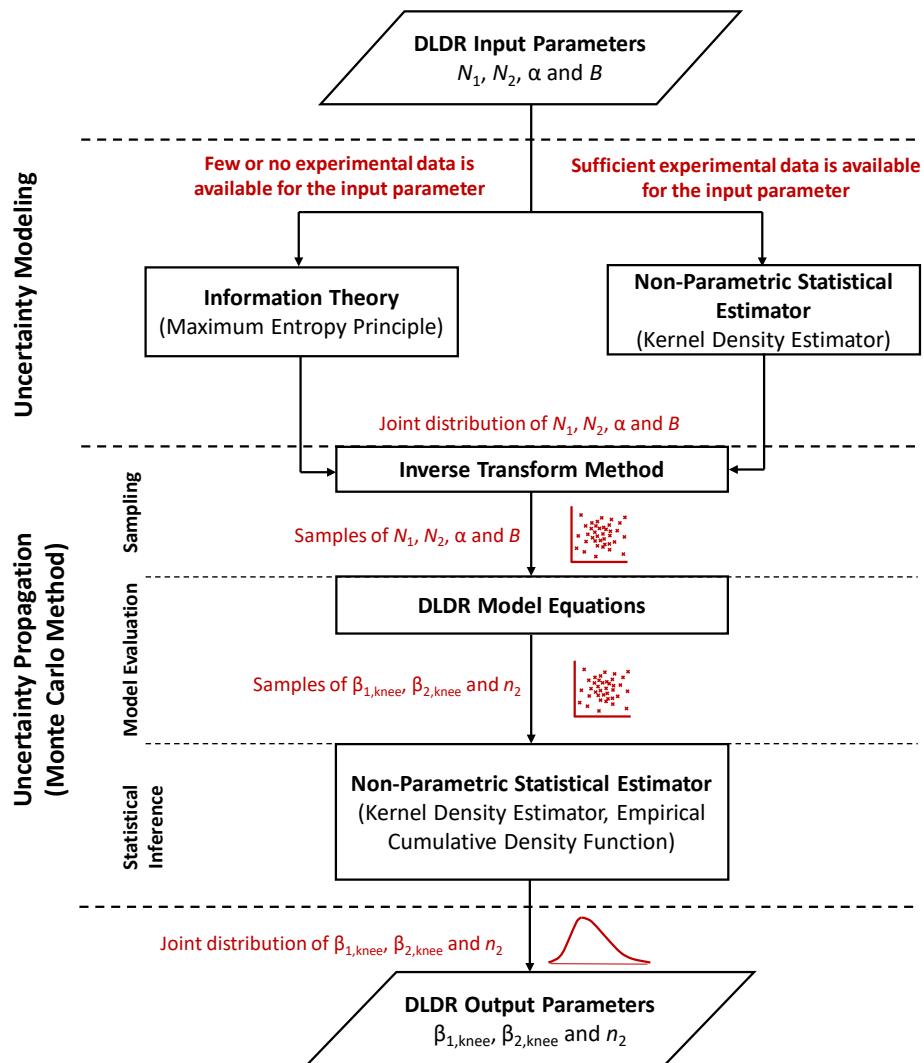 DLDR Input Parameters
N₁, N₂, α and B
Uncertainty Modeling
Few or no experimental data is
available for the input parameter
Sufficient experimental data is available
for the input parameter
Information Theory
(Maximum Entropy Principle)
Non-Parametric Statistical
Estimator
(Kernel Density Estimator)
Joint distribution of N₁, N₂, α and B
Uncertainty Propagation
(Monte Carlo Method)
Sampling
Inverse Transform Method
Samples of N₁, N₂, α and B
Model Evaluation
DLDR Model Equations
Samples of β₁,knee, β₂,knee and n₂
Statistical
Inference
Non-Parametric Statistical Estimator
(Kernel Density Estimator, Empirical
Cumulative Density Function)
Joint distribution of β₁,knee, β₂,knee and n₂
DLDR Output Parameters
β₁,knee, β₂,knee and n₂